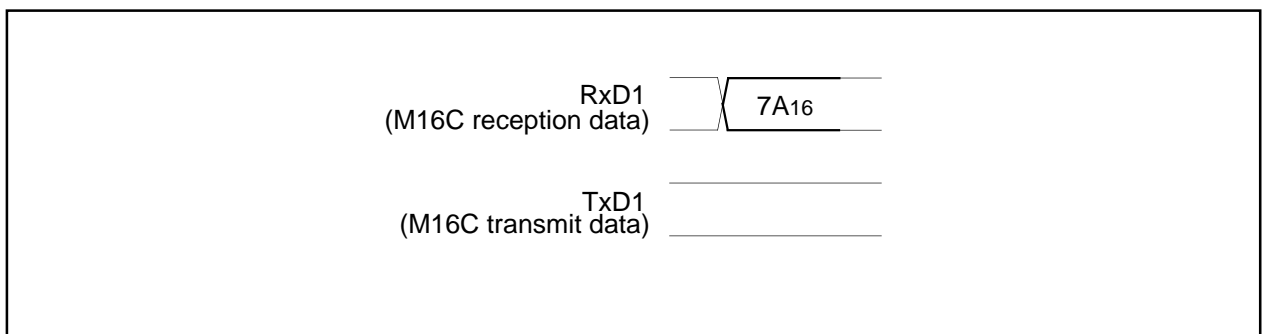 RxD1
(M16C reception data)
7A16
TxD1
(M16C transmit data)